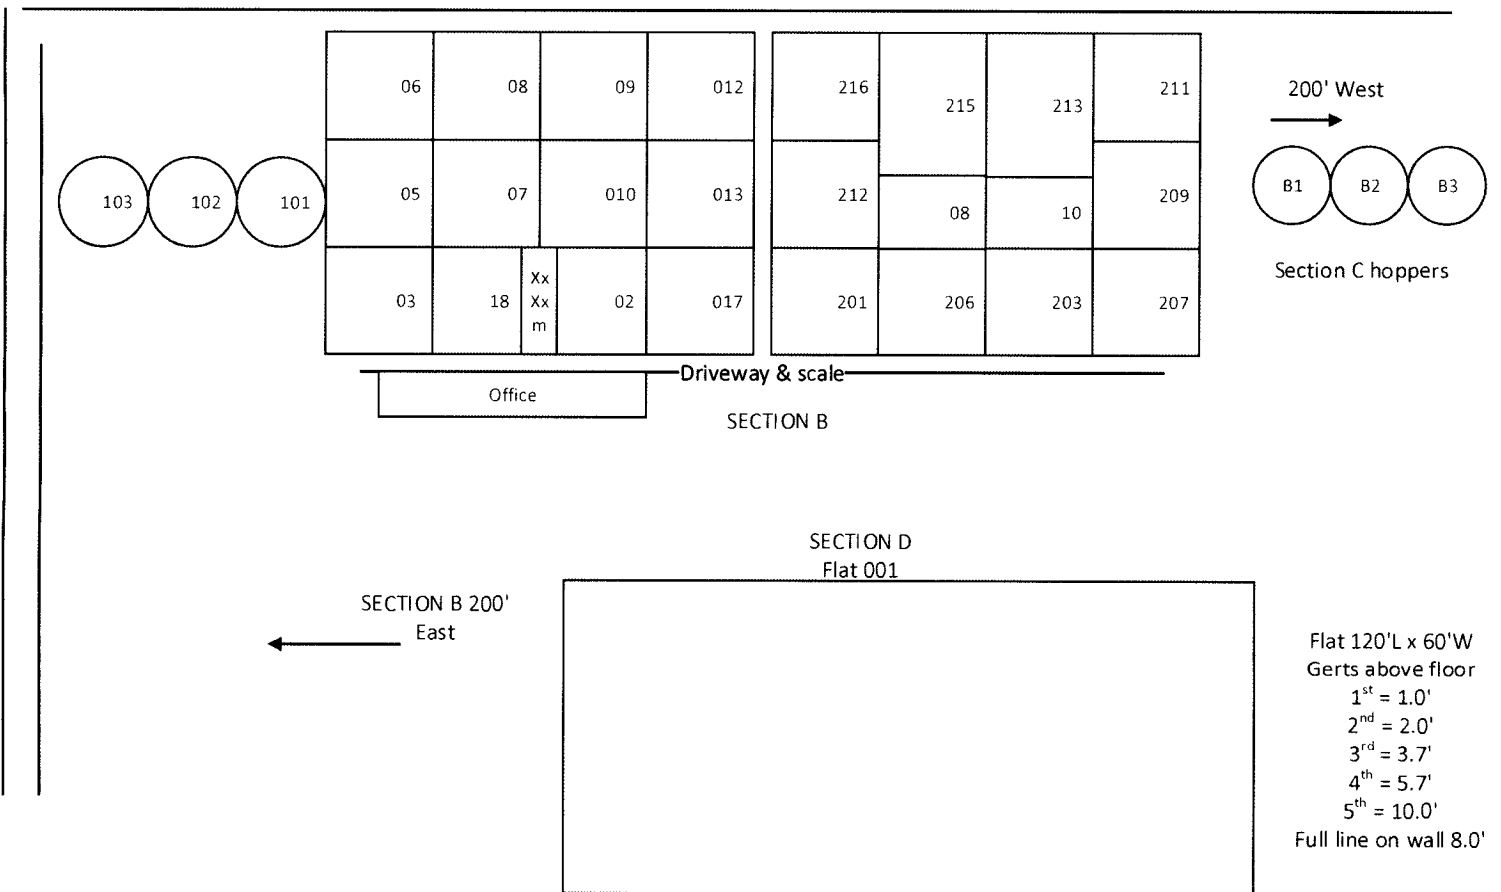 06 08 09 012 216 215 213 211
200' West
103 102 101 05 07 010 013 212 08 10 209 B1 B2 B3
Section C hoppers
03 18 Xx Xx m 02 017 201 206 203 207
Driveway & scale
Office
SECTION B
SECTION D
Flat 001
SECTION B 200'
East
Flat 120'L x 60'W
Gerts above floor
1st = 1.0'
2nd = 2.0'
3rd = 3.7'
4th = 5.7'
5th = 10.0'
Full line on wall 8.0'